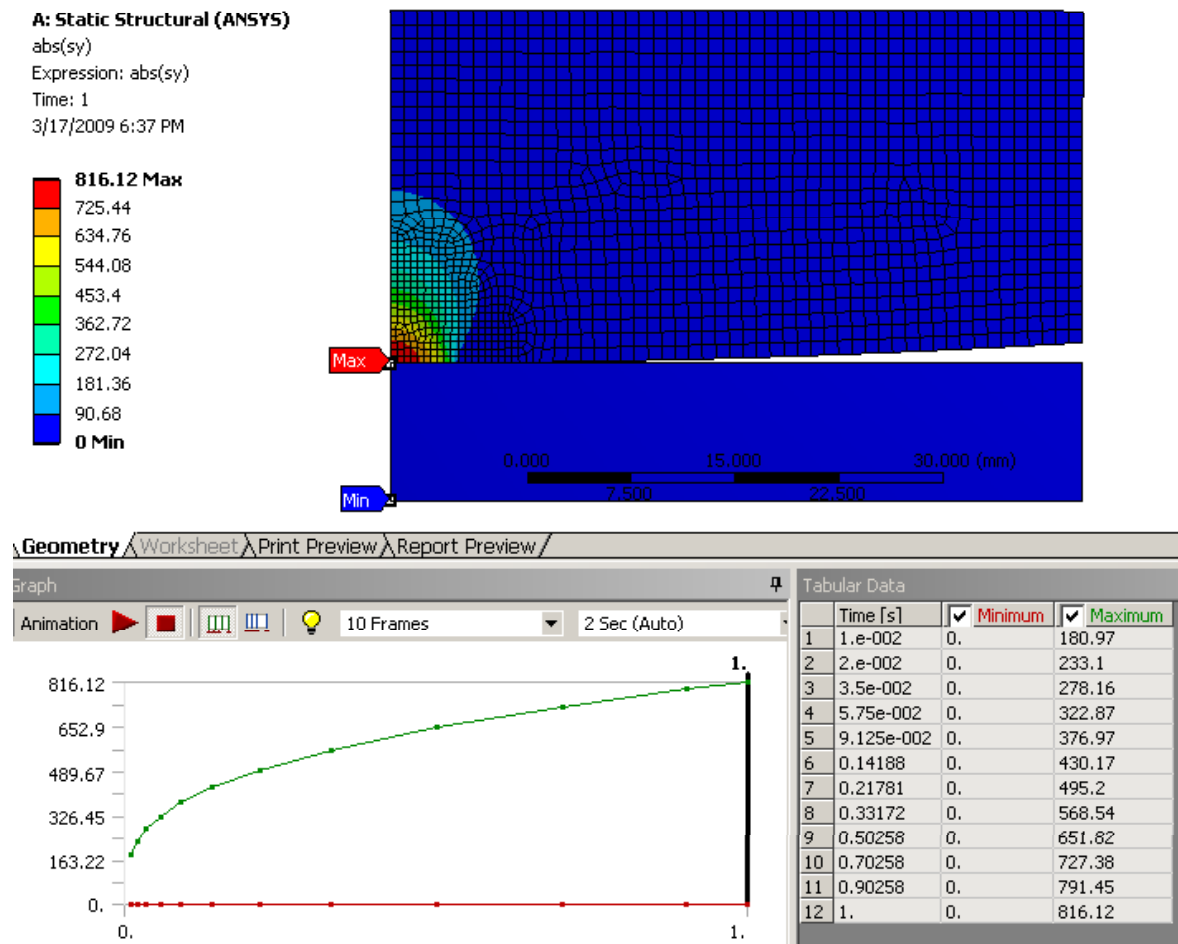 A: Static Structural (ANSYS)
abs(sy)
Expression: abs(sy)
Time: 1
3/17/2009 6:37 PM
816.12 Max
725.44
634.76
544.08
453.4
362.72
272.04
181.36
90.68
0 Min
Max
Min
0.000 15.000 30.000 (mm)
7.500 22.500
Geometry Worksheet Print Preview Report Preview
Graph
Animation 10 Frames 2 Sec (Auto)
1.
816.12
652.9
489.67
326.45
163.22
0.
0. 1.
Tabular Data
Time [s] Minimum Maximum
1 1.e-002 0. 180.97
2 2.e-002 0. 233.1
3 3.5e-002 0. 278.16
4 5.75e-002 0. 322.87
5 9.125e-002 0. 376.97
6 0.14188 0. 430.17
7 0.21781 0. 495.2
8 0.33172 0. 568.54
9 0.50258 0. 651.82
10 0.70258 0. 727.38
11 0.90258 0. 791.45
12 1. 0. 816.12